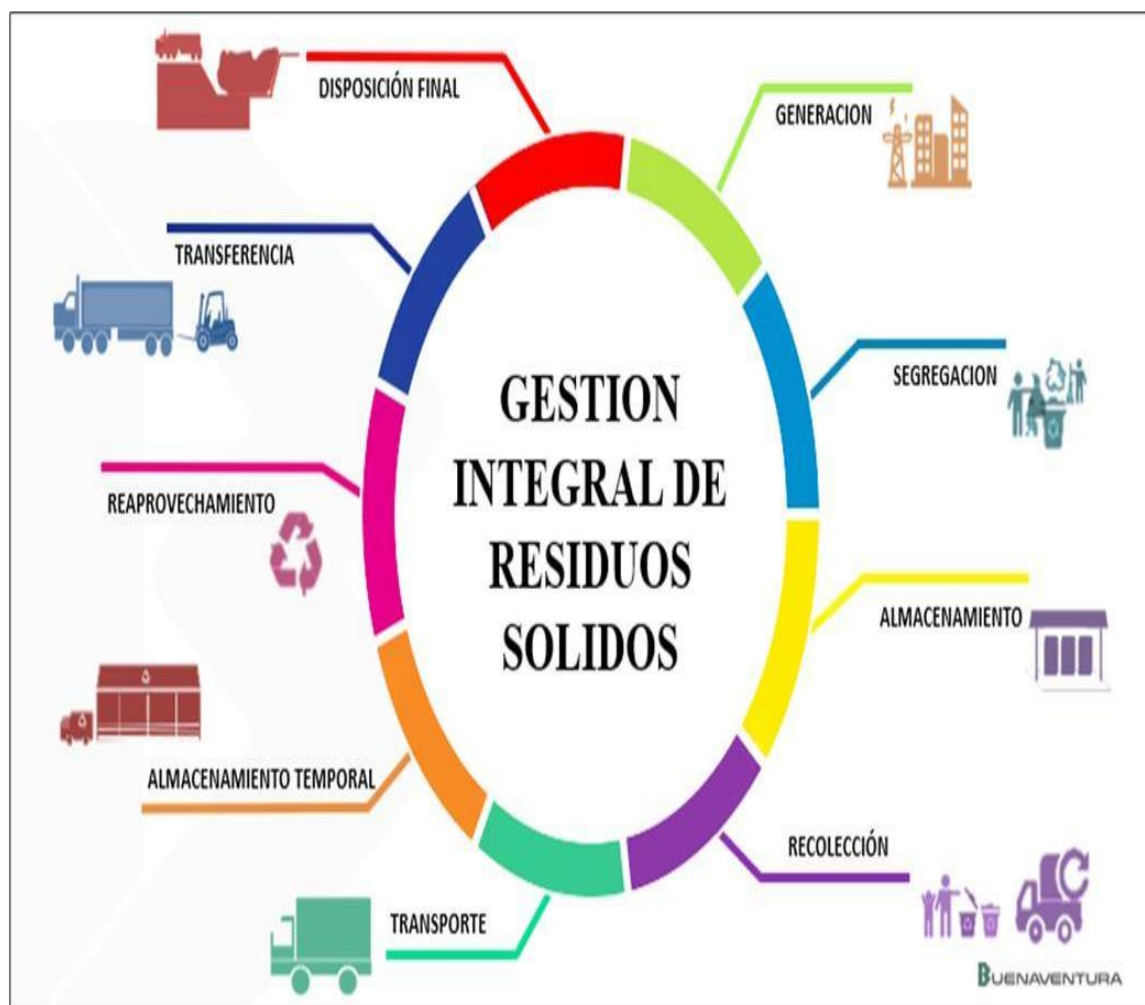 DISPOSICIÓN FINAL
GENERACION
TRANSFERENCIA
SEGREGACION
GESTION
INTEGRAL DE
RESIDUOS
SOLIDOS
REAPROVECHAMIENTO
ALMACENAMIENTO
ALMACENAMIENTO TEMPORAL
RECOLECCIÓN
TRANSPORTE
BUENAVENTURA